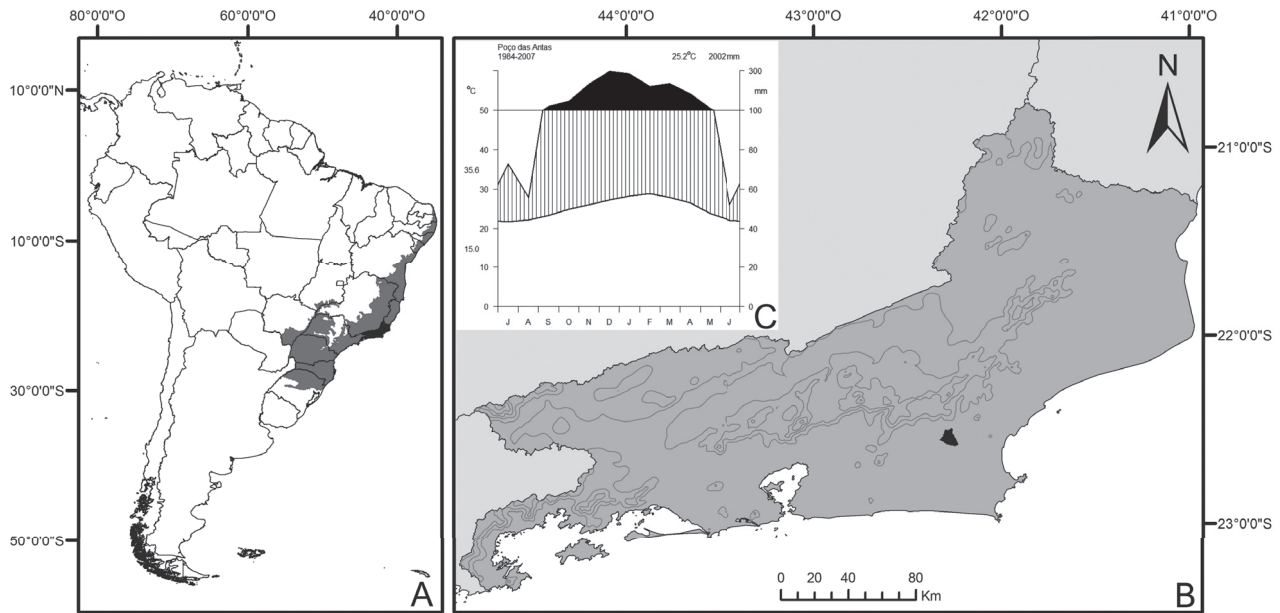 80°0'0"O 60°0'0"O 40°0'0"O
10°0'0"N
10°0'0"S
30°0'0"S
50°0'0"S
A
44°0'0"O 43°0'0"O 42°0'0"O 41°0'0"O
N
21°0'0"S
22°0'0"S
23°0'0"S
0 20 40 80
Km
B
Poço das Antas
1984-2007
25.2°C 2002mm
°C
50
40
35.6
30
20
15.0
10
0
300
mm
100
80
60
40
20
0
J A S O N D J F M A M J
C